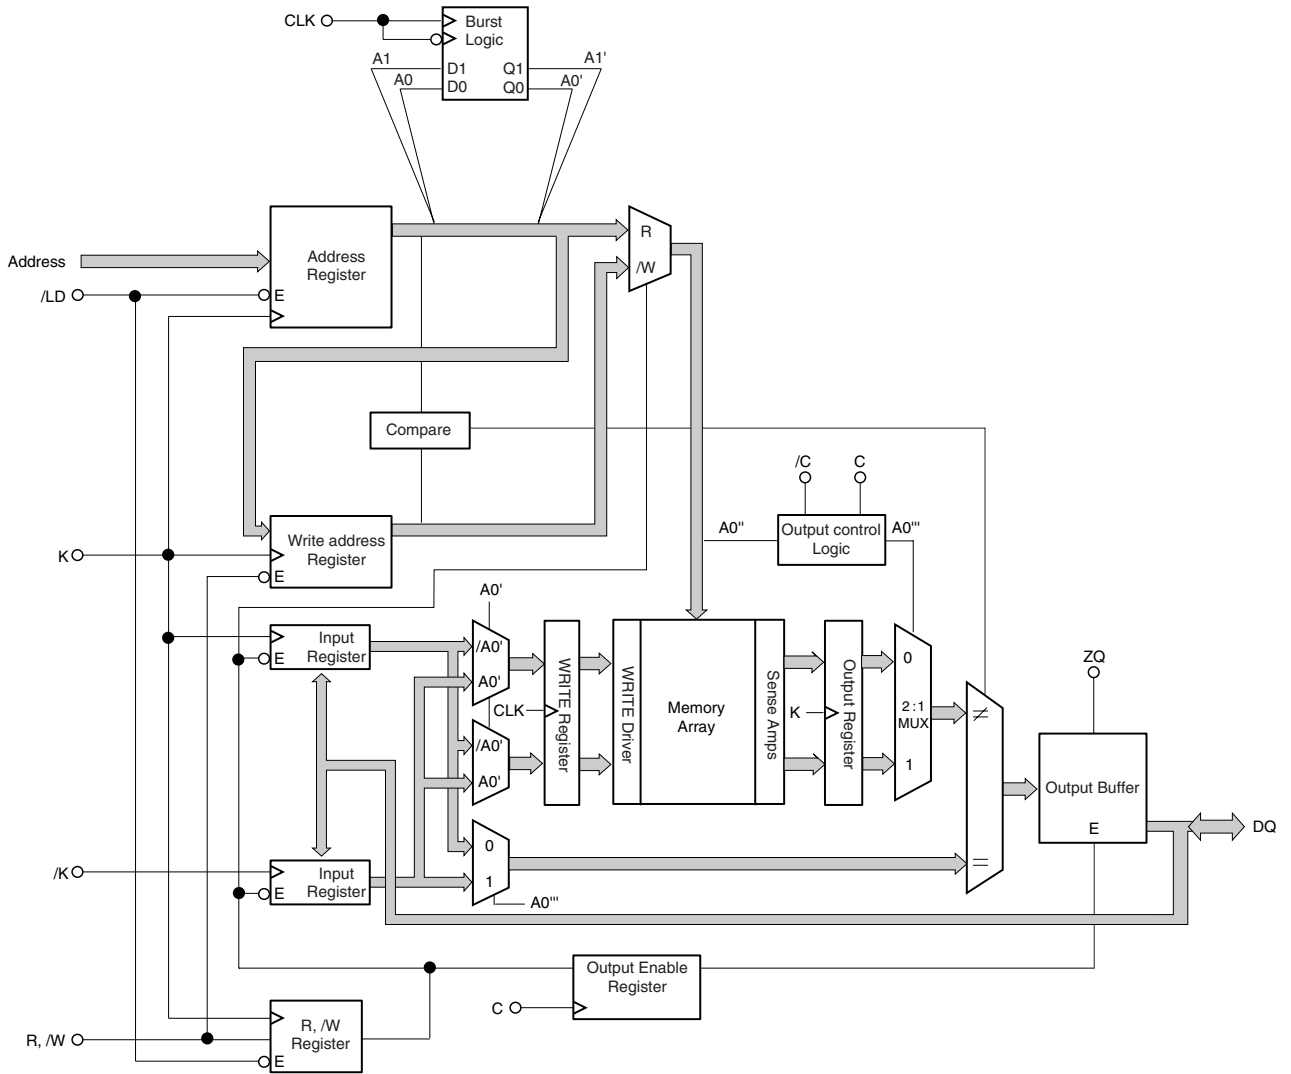 CLK
Burst
Logic
A1
D1
Q1
A1'
A0
D0
Q0
A0'
Address
Address
Register
/LD
E
R
/W
Compare
/C
C
Write address
Register
A0''
Output control
Logic
A0'''
K
E
A0'
Input
Register
E
/A0'
A0'
WRITE Register
WRITE Driver
Memory
Array
Sense Amps
Output Register
0
2:1
MUX
1
CLK
K
/A0'
A0'
≠
ZQ
Output Buffer
E
DQ
0
1
=
A0'''
/K
Input
Register
E
Output Enable
Register
C
R, /W
R, /W
Register
E